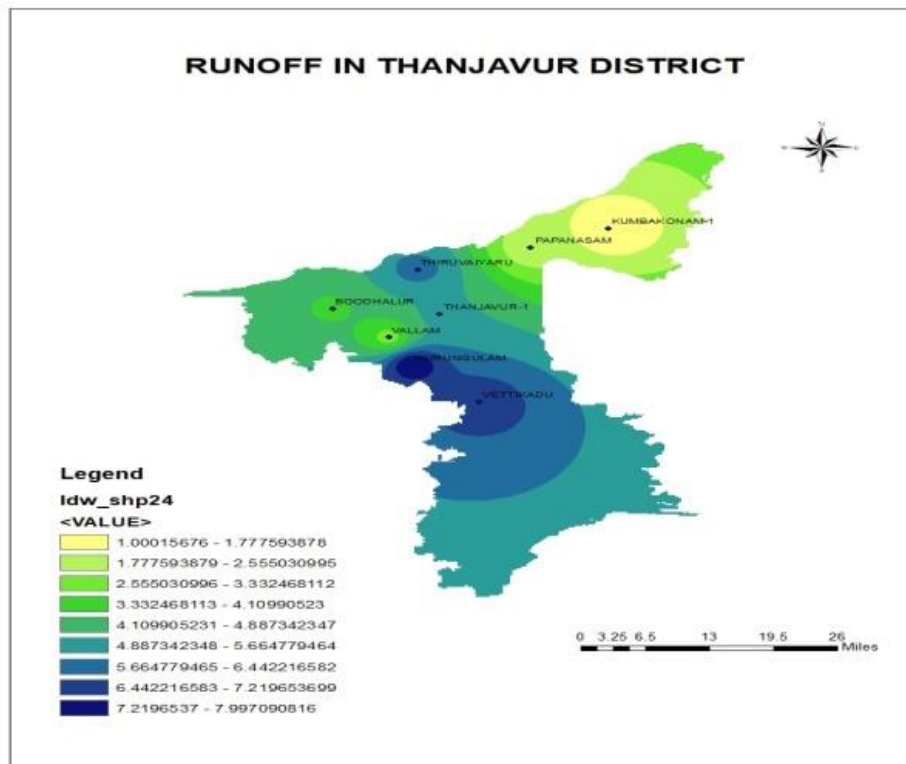 RUNOFF IN THANJAVUR DISTRICT
N
KUMBAKONAM-1
PAPANASAM
THIRUVAIYARU
BOODHALUR
THANJAVUR-1
VALLAM
KURUNGULAM
VETTIKADU
Legend
Idw_shp24
<VALUE>
1.00015676 - 1.777593878
1.777593879 - 2.555030995
2.555030996 - 3.332468112
3.332468113 - 4.10990523
4.109905231 - 4.887342347
4.887342348 - 5.664779464
5.664779465 - 6.442216582
6.442216583 - 7.219653699
7.2196537 - 7.997090816
0 3.25 6.5 13 19.5 26
Miles